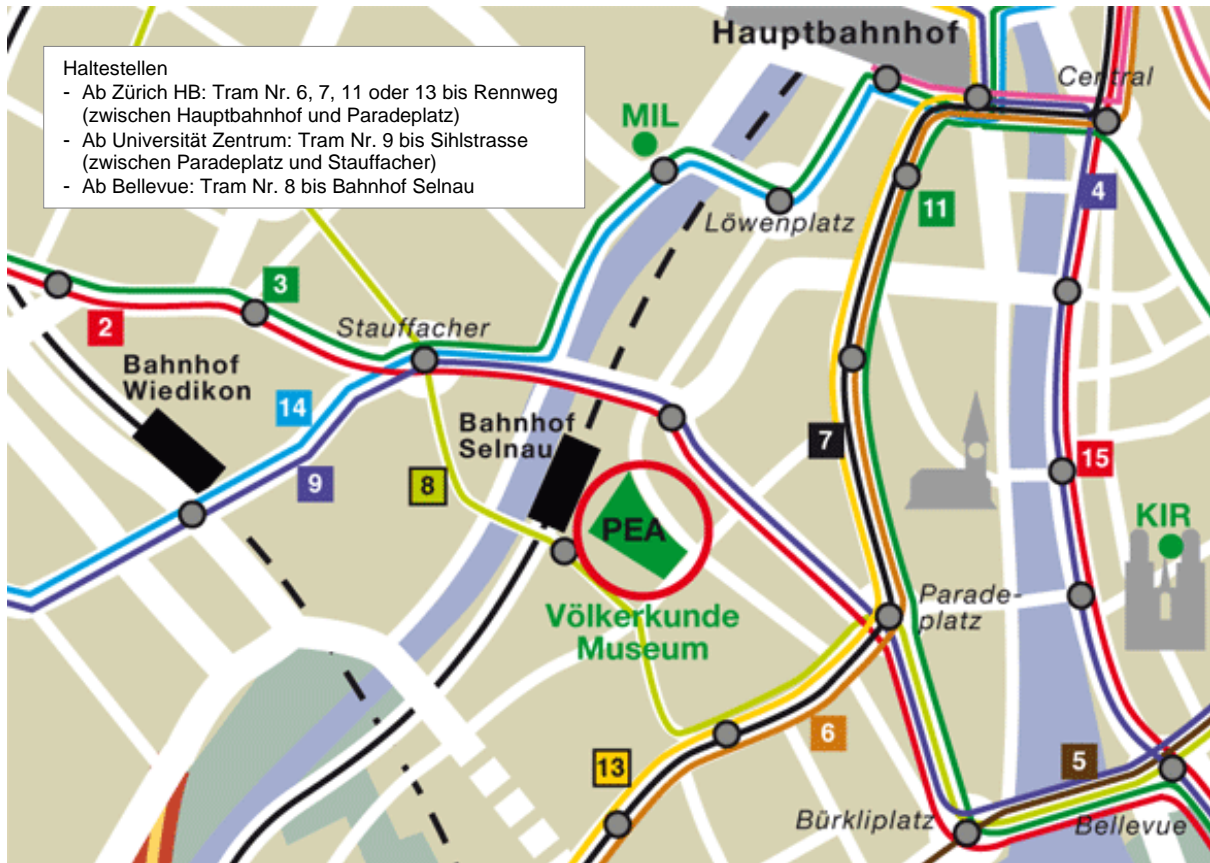 Haltestellen
- Ab Zürich HB: Tram Nr. 6, 7, 11 oder 13 bis Rennweg
(zwischen Hauptbahnhof und Paradeplatz)
- Ab Universität Zentrum: Tram Nr. 9 bis Sihlstrasse
(zwischen Paradeplatz und Stauffacher)
- Ab Bellevue: Tram Nr. 8 bis Bahnhof Selnau
Hauptbahnhof
Central
MIL
Löwenplatz
11
4
3
2
Stauffacher
Bahnhof
Wiedikon
14
9
8
Bahnhof
Selnau
7
15
PEA
KIR
Völkerkunde
Museum
Parade-
platz
6
13
5
Bürkliplatz
Bellevue